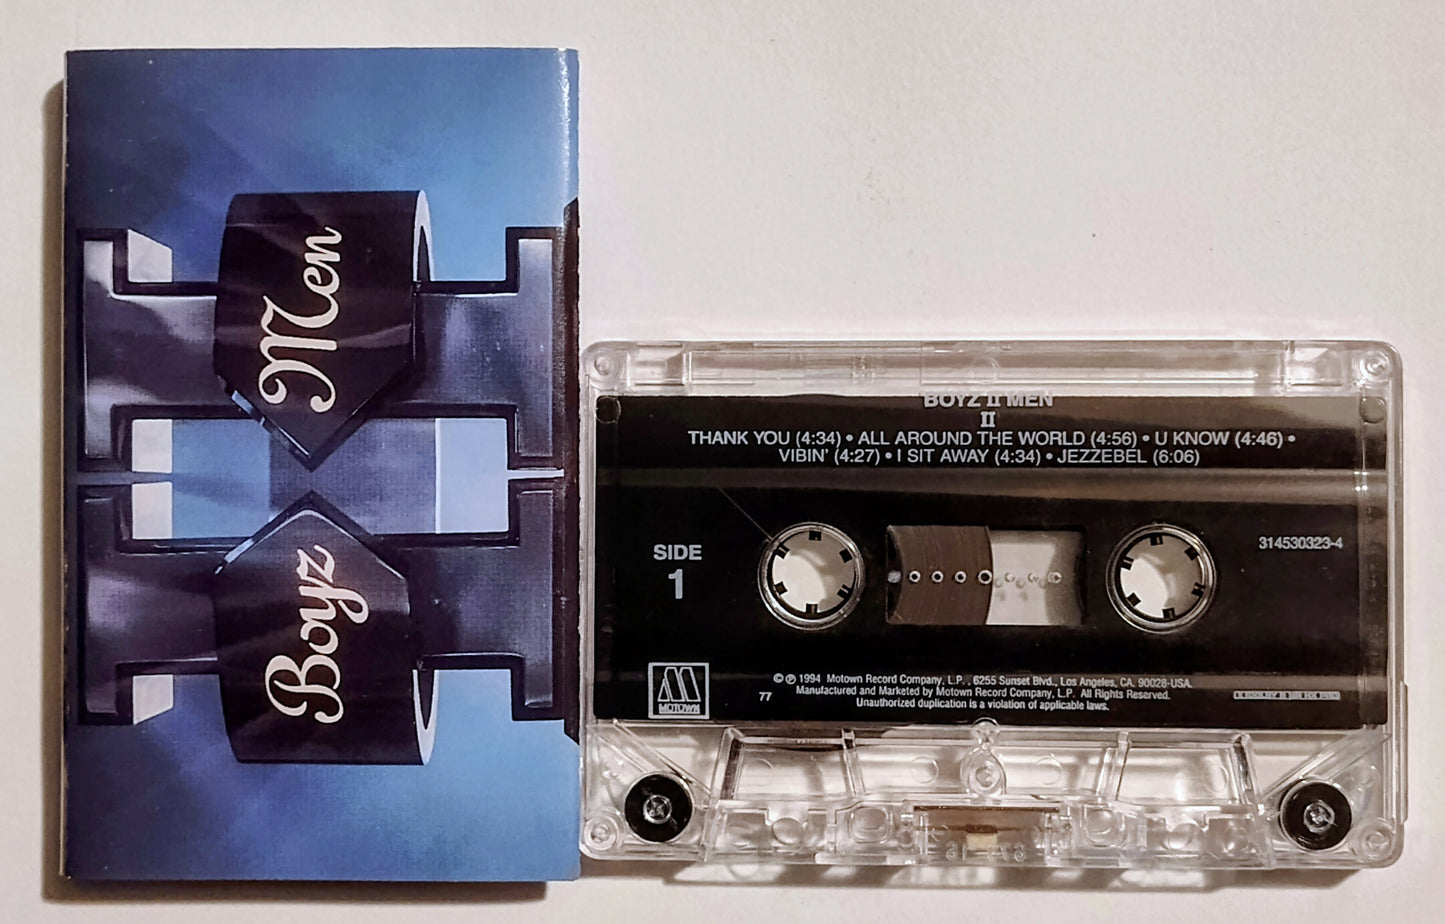 Boyz
Men
BOYZ II MEN
II
THANK YOU (4:34) • ALL AROUND THE WORLD (4:56) • U KNOW (4:46) •
VIBIN' (4:27) • I SIT AWAY (4:34) • JEZZEBEL (6:06)
SIDE
1
314530323-4
MOTOWN
77
© ℗ 1994 Motown Record Company, L.P., 6255 Sunset Blvd., Los Angeles, CA. 90028-USA.
Manufactured and Marketed by Motown Record Company, L.P. All Rights Reserved.
Unauthorized duplication is a violation of applicable laws.